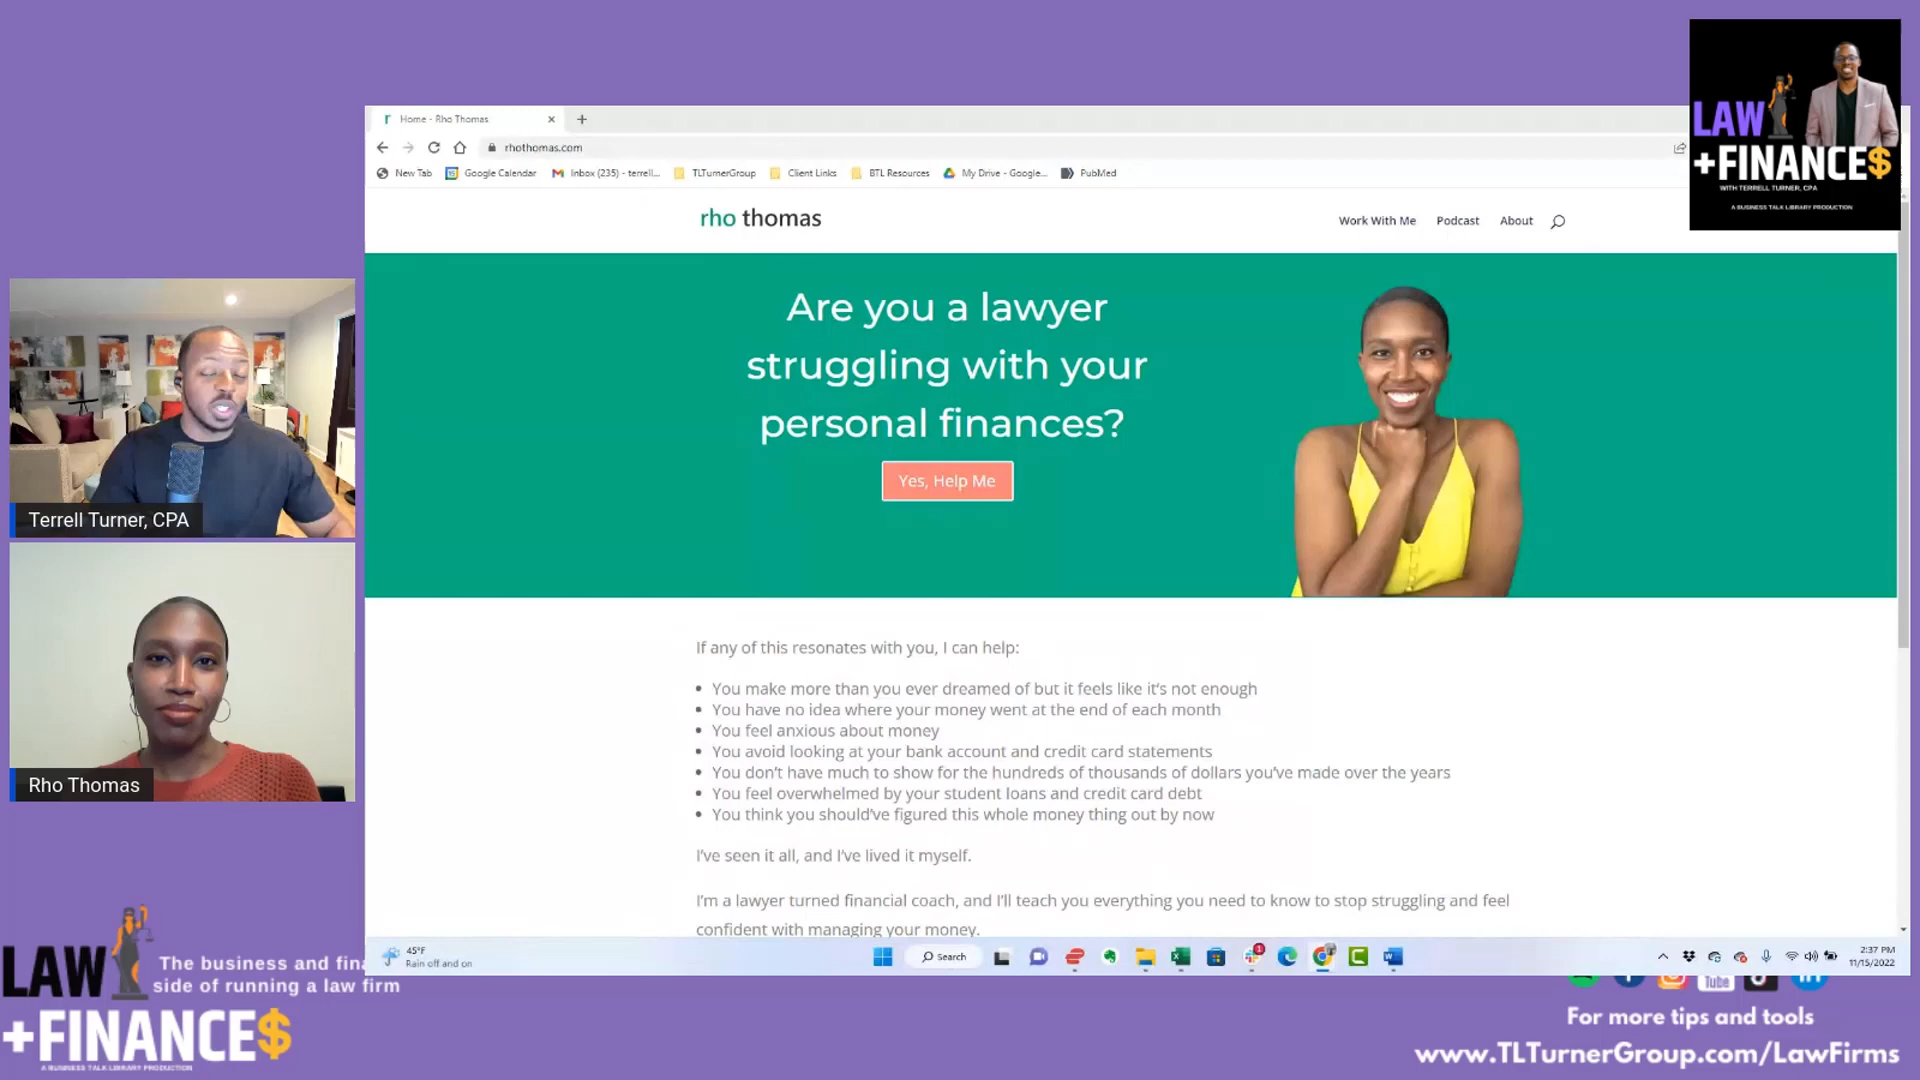 Home - Rho Thomas
rhothomas.com
New Tab
Google Calendar
Inbox (235) - terrell...
TLTurnerGroup
Client Links
BTL Resources
My Drive - Google...
PubMed
LAW
+FINANCE$
WITH TERRELL TURNER, CPA
A BUSINESS TALK LIBRARY PRODUCTION
rho thomas
Work With Me
Podcast
About
Are you a lawyer
struggling with your
personal finances?
Yes, Help Me
Terrell Turner, CPA
Rho Thomas
If any of this resonates with you, I can help:
• You make more than you ever dreamed of but it feels like it's not enough
• You have no idea where your money went at the end of each month
• You feel anxious about money
• You avoid looking at your bank account and credit card statements
• You don't have much to show for the hundreds of thousands of dollars you've made over the years
• You feel overwhelmed by your student loans and credit card debt
• You think you should've figured this whole money thing out by now
I've seen it all, and I've lived it myself.
I'm a lawyer turned financial coach, and I'll teach you everything you need to know to stop struggling and feel
confident with managing your money.
45°F
Rain off and on
Search
2:37 PM
11/15/2022
LAW
+FINANCE$
A BUSINESS TALK LIBRARY PRODUCTION
The business and fina
side of running a law firm
Tube
For more tips and tools
www.TLTurnerGroup.com/LawFirms